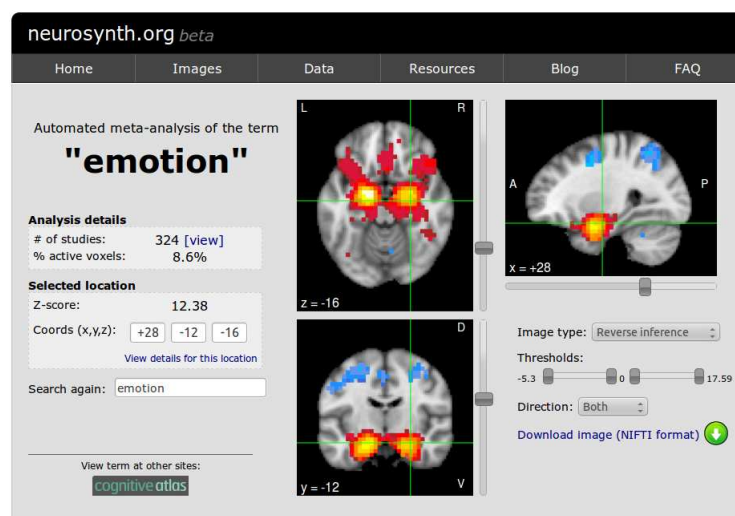 neurosynth.org beta
Home Images Data Resources Blog FAQ
Automated meta-analysis of the term
"emotion"
Analysis details
# of studies: 324 [view]
% active voxels: 8.6%
Selected location
Z-score: 12.38
Coords (x,y,z): +28 -12 -16
View details for this location
Search again: emotion
View term at other sites:
cognitive atlas
L R
z = -16
D
y = -12 V
A P
x = +28
Image type: Reverse inference
Thresholds:
-5.3 0 17.59
Direction: Both
Download image (NIFTI format)